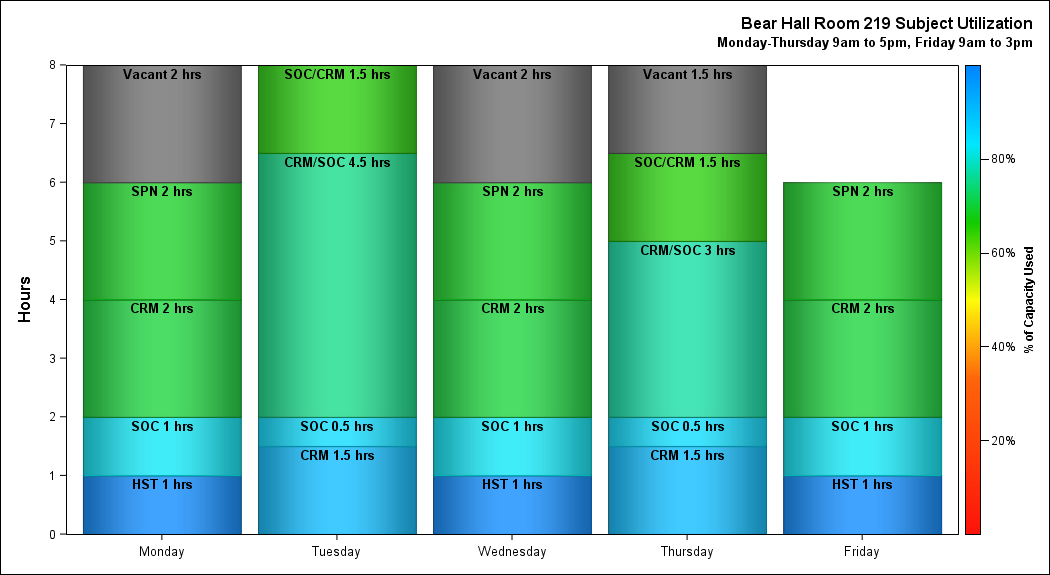 Bear Hall Room 219 Subject Utilization
Monday-Thursday 9am to 5pm, Friday 9am to 3pm
Hours
8
7
6
5
4
3
2
1
0
Vacant 2 hrs
SPN 2 hrs
CRM 2 hrs
SOC 1 hrs
HST 1 hrs
Monday
SOC/CRM 1.5 hrs
CRM/SOC 4.5 hrs
SOC 0.5 hrs
CRM 1.5 hrs
Tuesday
Vacant 2 hrs
SPN 2 hrs
CRM 2 hrs
SOC 1 hrs
HST 1 hrs
Wednesday
Vacant 1.5 hrs
SOC/CRM 1.5 hrs
CRM/SOC 3 hrs
SOC 0.5 hrs
CRM 1.5 hrs
Thursday
SPN 2 hrs
CRM 2 hrs
SOC 1 hrs
HST 1 hrs
Friday
80%
60%
40%
20%
% of Capacity Used